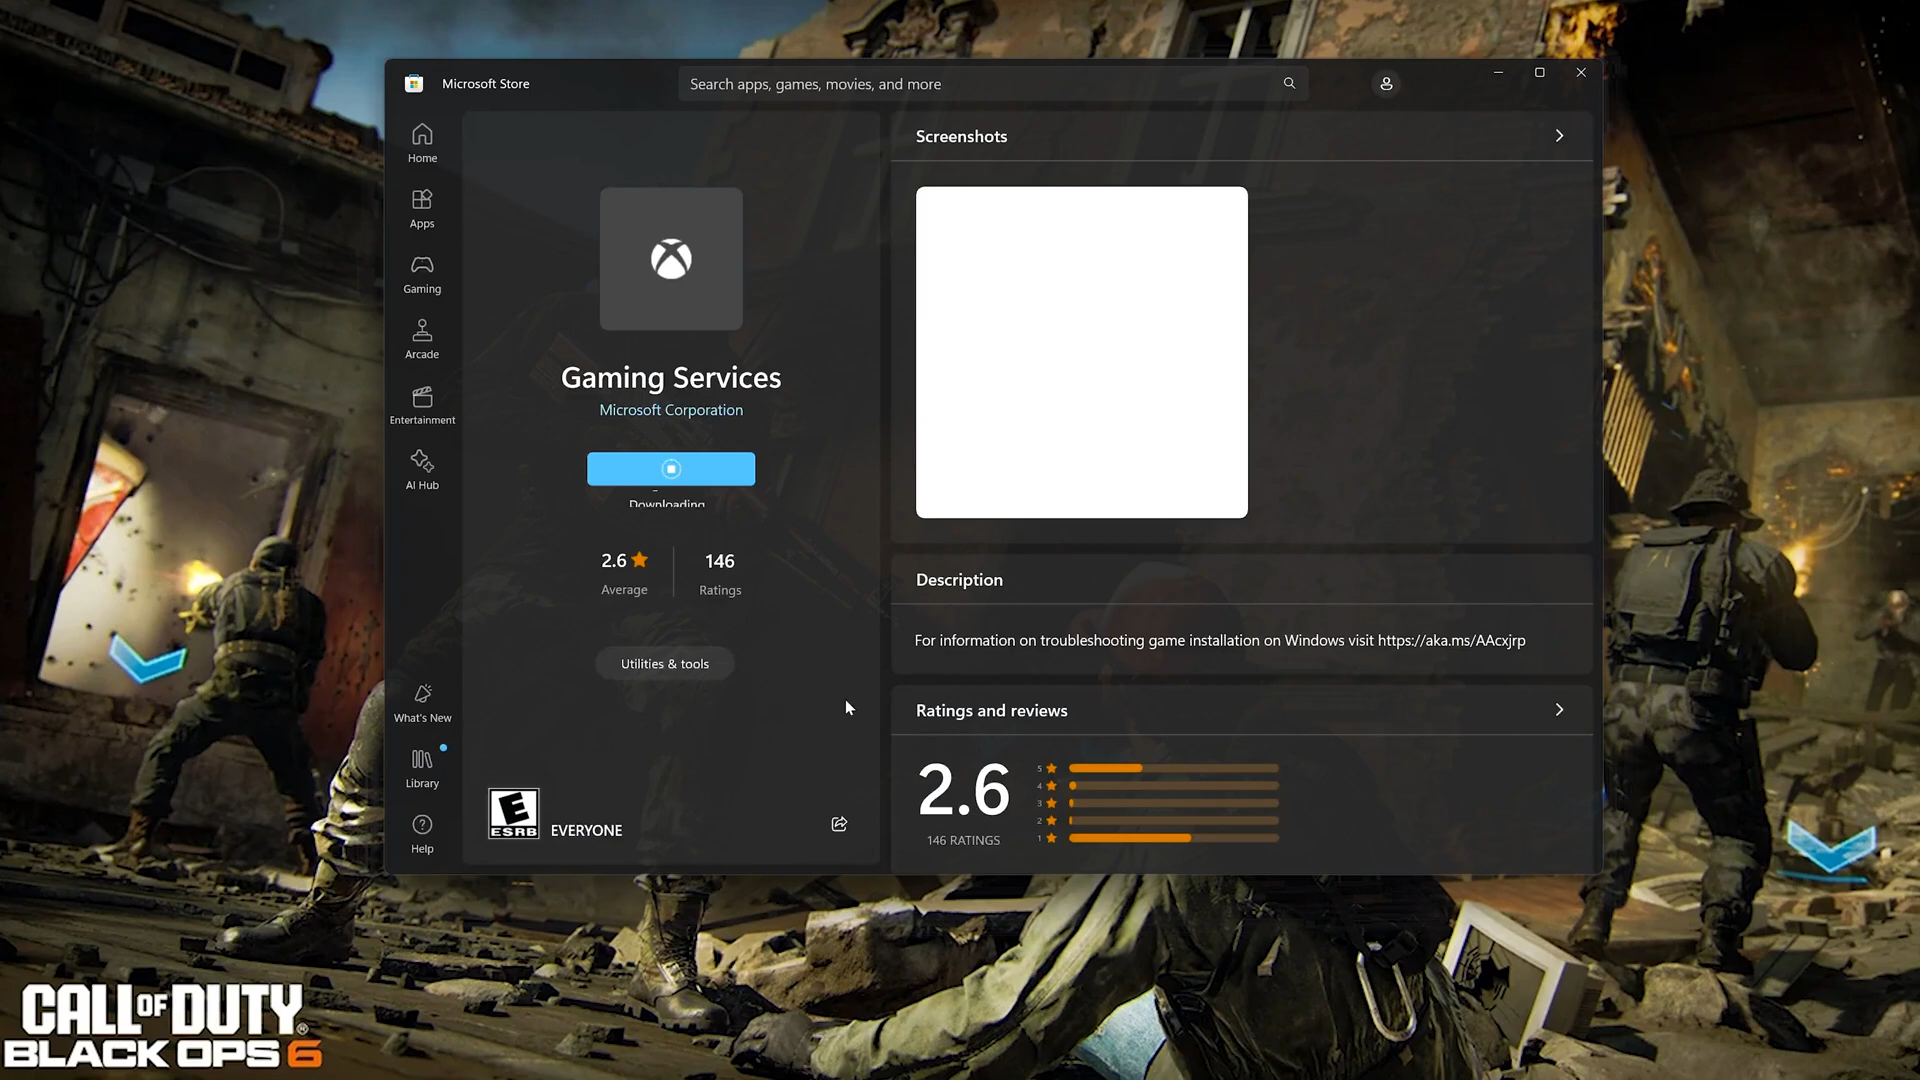 Microsoft Store
Search apps, games, movies, and more
Home
Apps
Gaming
Arcade
Entertainment
AI Hub
What's New
Library
Help
Gaming Services
Microsoft Corporation
Downloading
2.6
Average
146
Ratings
Utilities & tools
E
ESRB
EVERYONE
Screenshots
Description
For information on troubleshooting game installation on Windows visit https://aka.ms/AAcxjrp
Ratings and reviews
2.6
146 RATINGS
5
4
3
2
1
CALL OF DUTY®
BLACK OPS 6